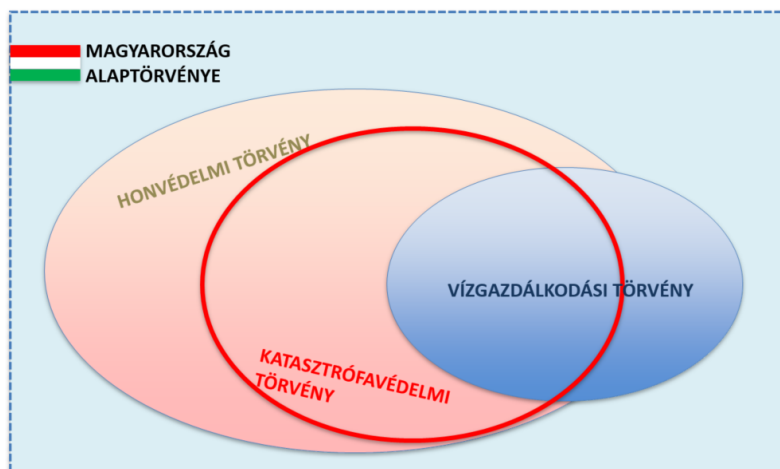 MAGYARORSZÁG
ALAPTÖRVÉNYE
HONVÉDELMI TÖRVÉNY
VÍZGAZDÁLKODÁSI TÖRVÉNY
KATASZTRÓFAVÉDELMI
TÖRVÉNY